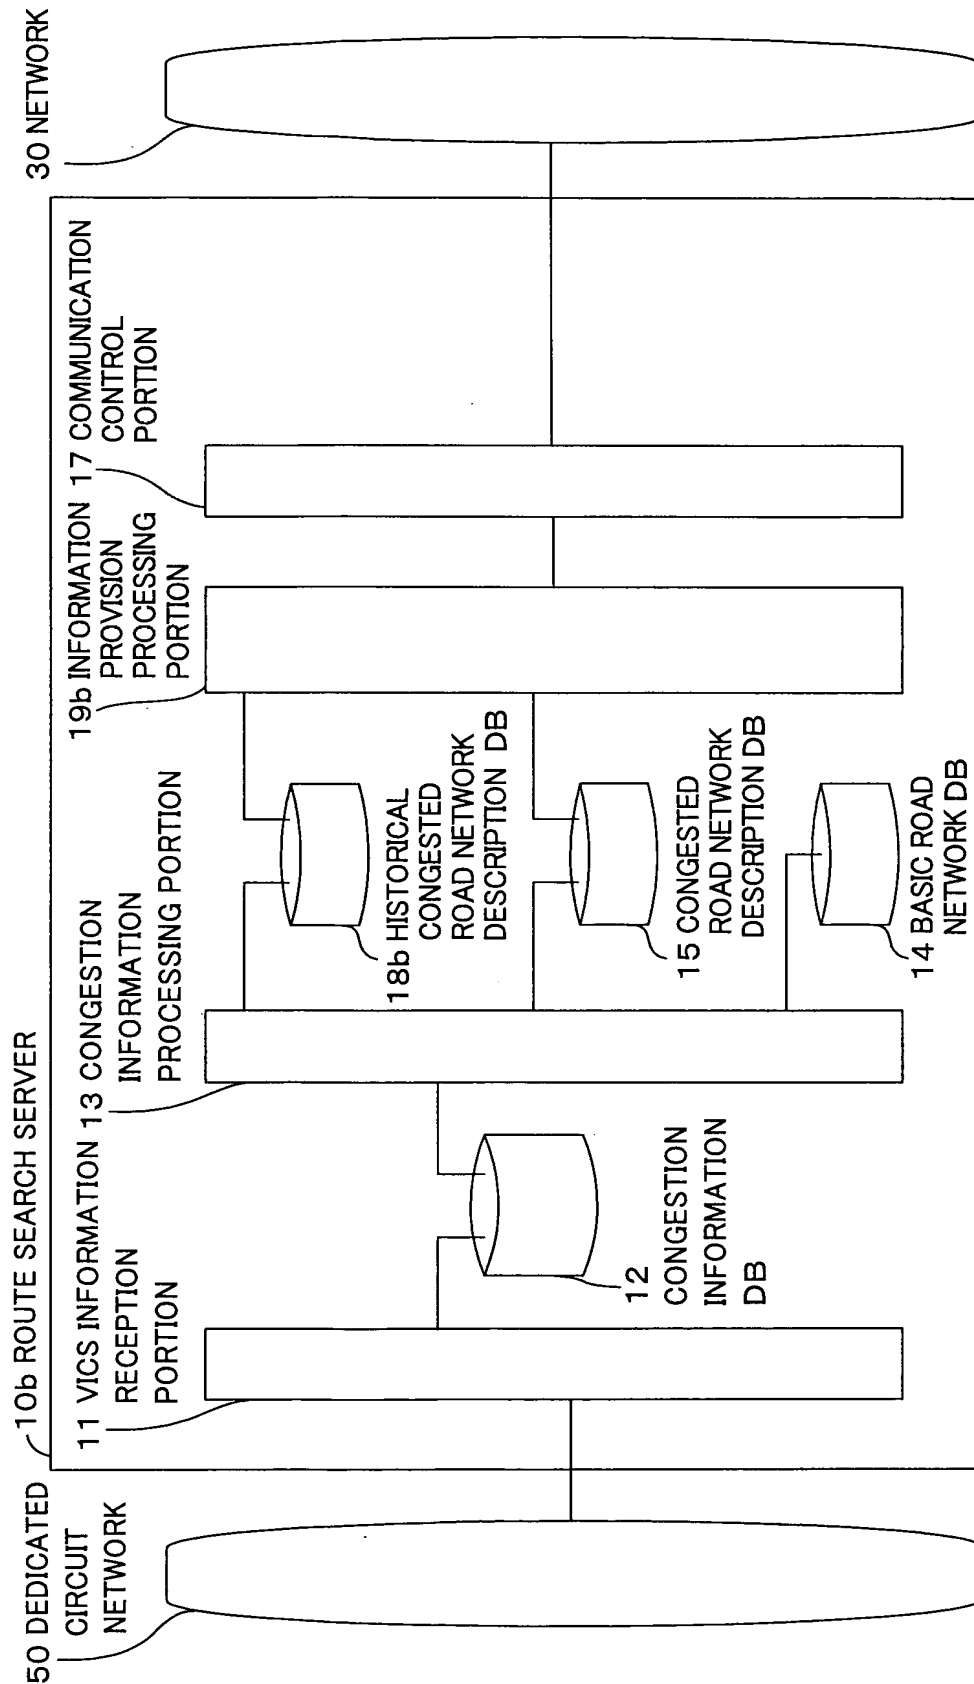 50 DEDICATED
CIRCUIT
NETWORK
10b ROUTE SEARCH SERVER
30 NETWORK
11 VICS INFORMATION
RECEPTION
PORTION
13 CONGESTION
INFORMATION
PROCESSING PORTION
19b INFORMATION
PROVISION
PROCESSING
PORTION
17 COMMUNICATION
CONTROL
PORTION
12
CONGESTION
INFORMATION
DB
18b HISTORICAL
CONGESTED
ROAD NETWORK
DESCRIPTION DB
15 CONGESTED
ROAD NETWORK
DESCRIPTION DB
14 BASIC ROAD
NETWORK DB